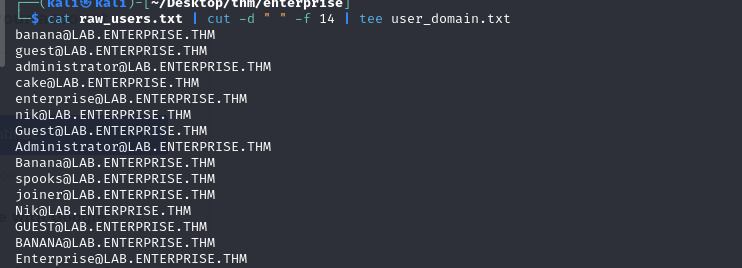 (kali㉿kali)-[~/Desktop/thm/enterprise]
$ cat raw_users.txt | cut -d " " -f 14 | tee user_domain.txt
banana@LAB.ENTERPRISE.THM
guest@LAB.ENTERPRISE.THM
administrator@LAB.ENTERPRISE.THM
cake@LAB.ENTERPRISE.THM
enterprise@LAB.ENTERPRISE.THM
nik@LAB.ENTERPRISE.THM
Guest@LAB.ENTERPRISE.THM
Administrator@LAB.ENTERPRISE.THM
Banana@LAB.ENTERPRISE.THM
spooks@LAB.ENTERPRISE.THM
joiner@LAB.ENTERPRISE.THM
Nik@LAB.ENTERPRISE.THM
GUEST@LAB.ENTERPRISE.THM
BANANA@LAB.ENTERPRISE.THM
Enterprise@LAB.ENTERPRISE.THM